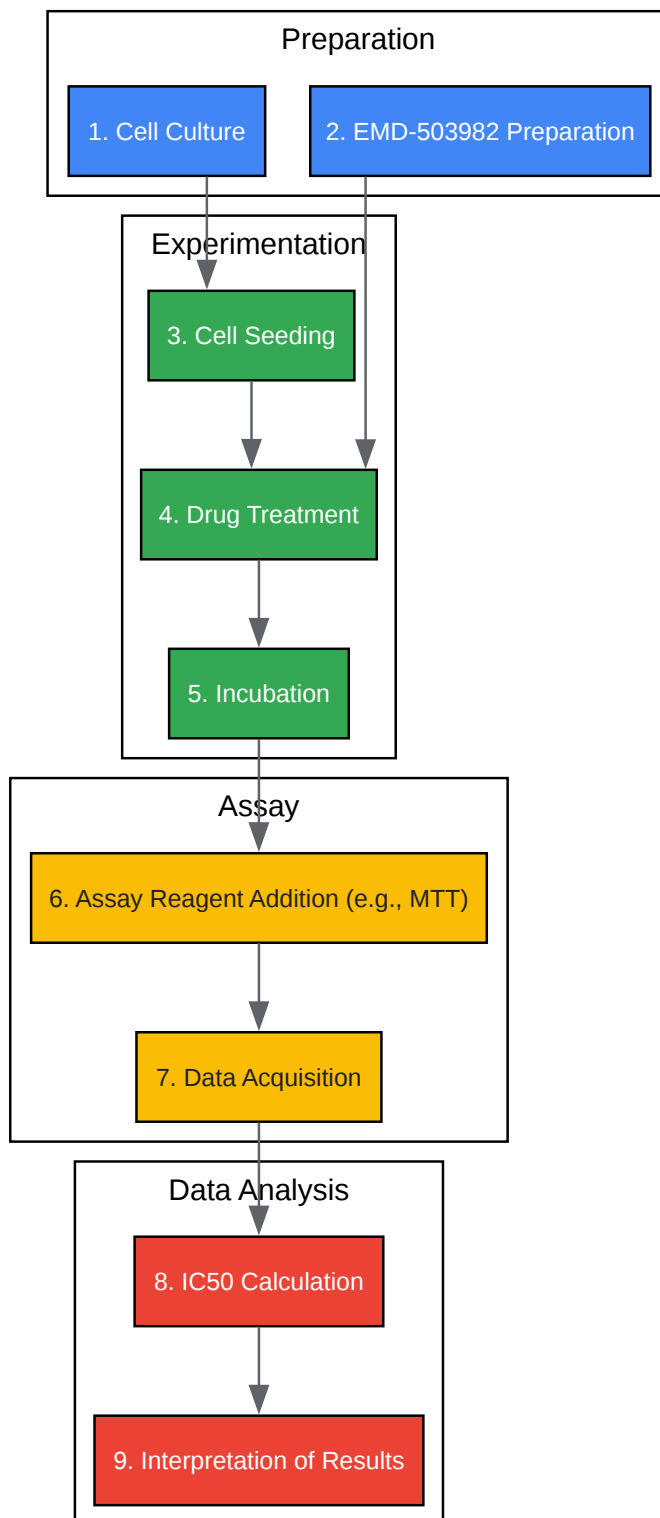 Preparation
1. Cell Culture
2. EMD-503982 Preparation
Experimentation
3. Cell Seeding
4. Drug Treatment
5. Incubation
Assay
6. Assay Reagent Addition (e.g., MTT)
7. Data Acquisition
Data Analysis
8. IC50 Calculation
9. Interpretation of Results